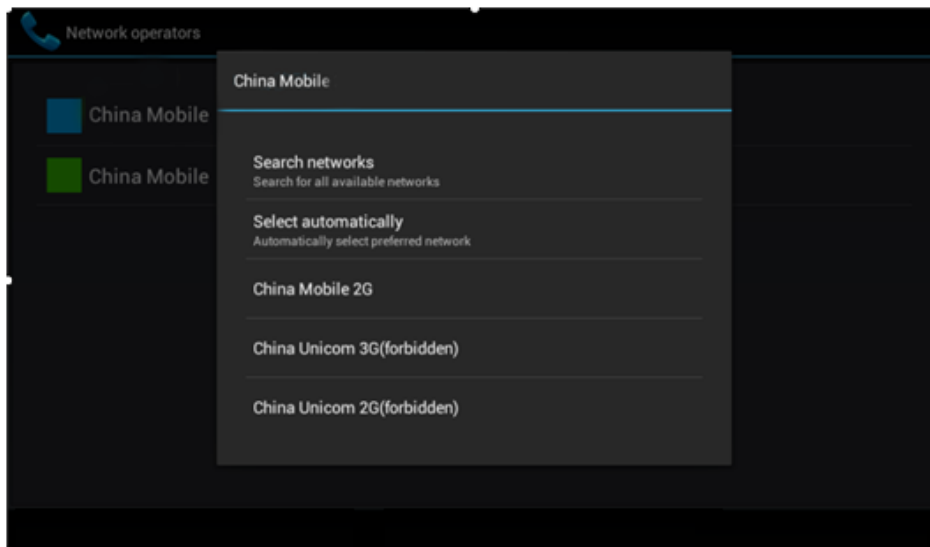 Network operators
China Mobile
China Mobile
China Mobile
Search networks
Search for all available networks
Select automatically
Automatically select preferred network
China Mobile 2G
China Unicom 3G(forbidden)
China Unicom 2G(forbidden)